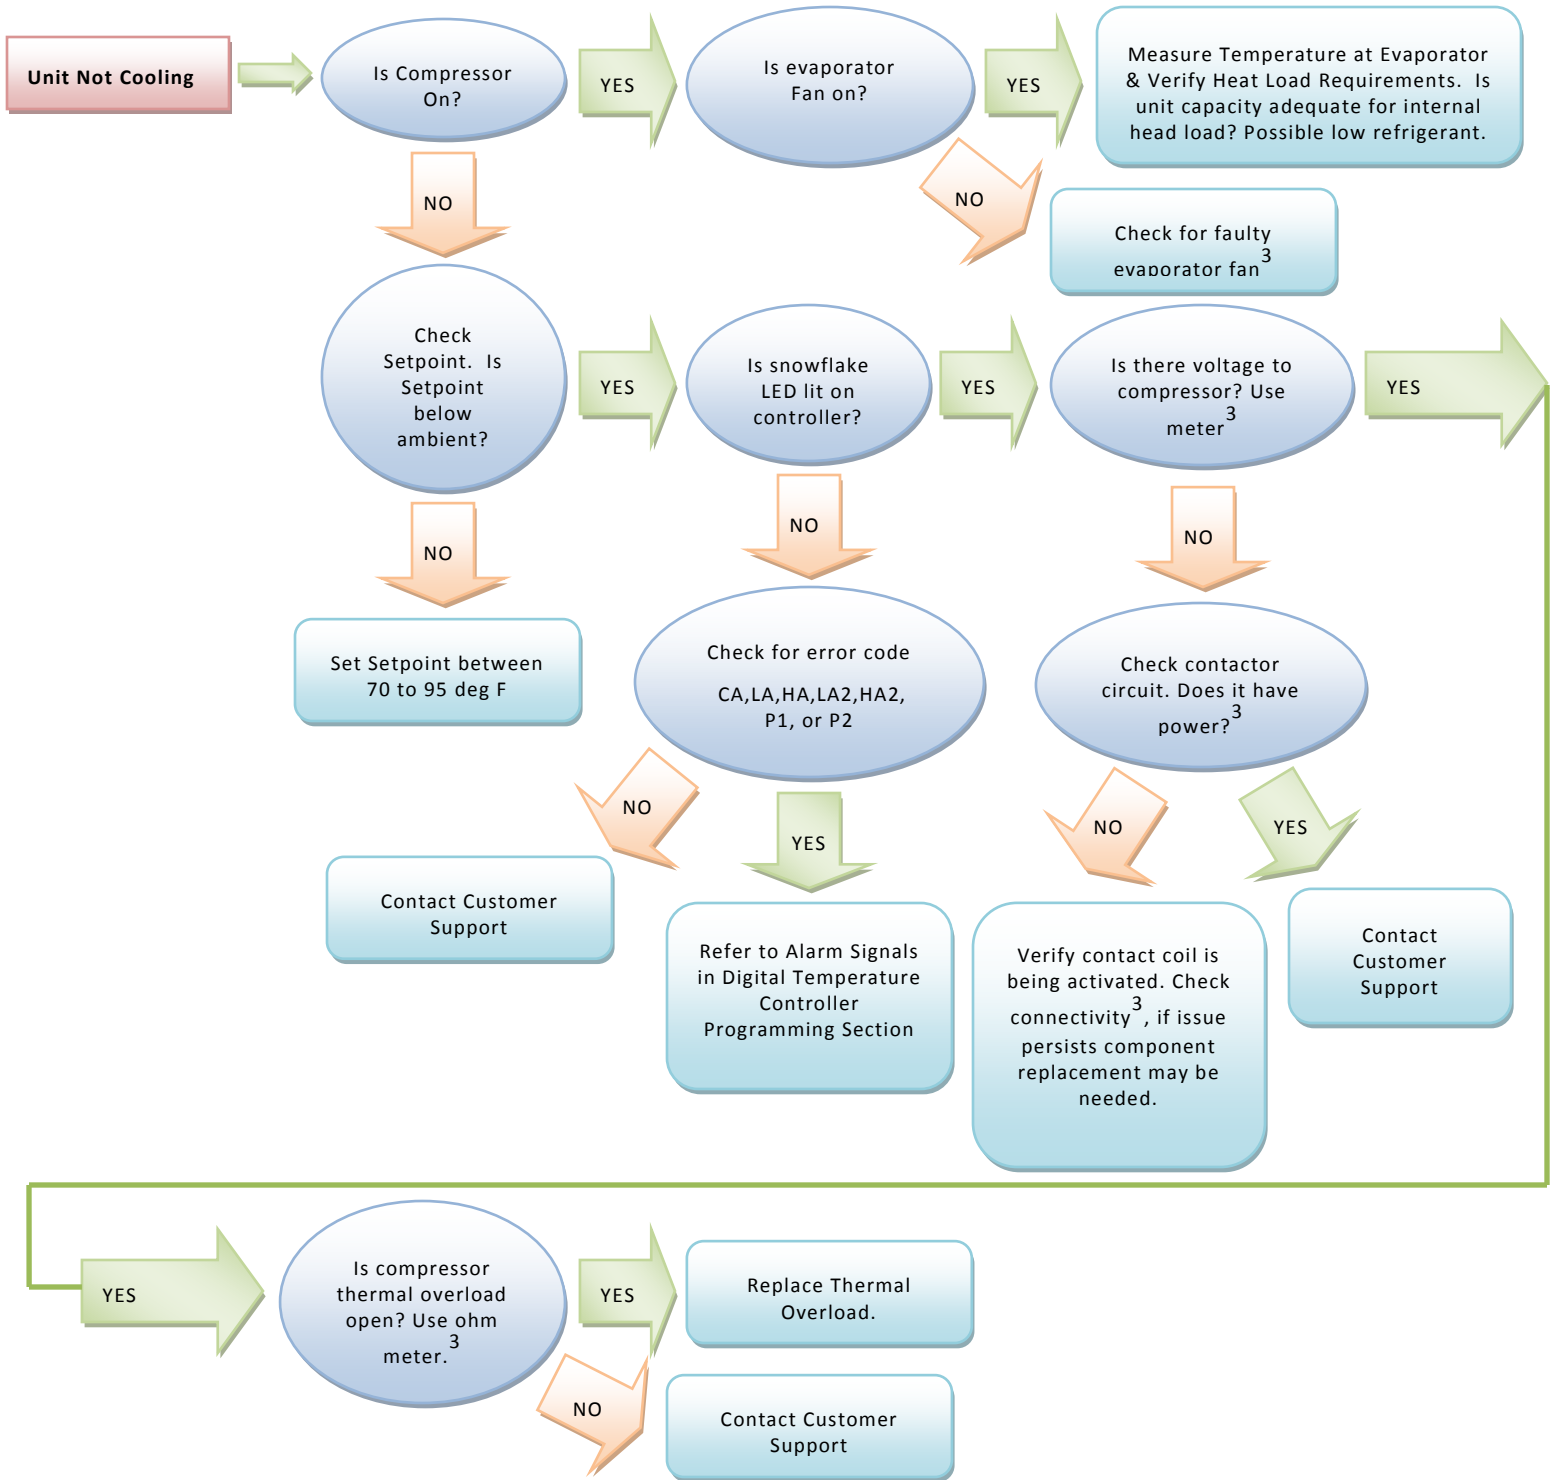 Unit Not Cooling
Is Compressor
On?
YES
Is evaporator
Fan on?
YES
Measure Temperature at Evaporator
& Verify Heat Load Requirements.  Is
unit capacity adequate for internal
head load? Possible low refrigerant.
NO
NO
Check for faulty
evaporator fan3
Check
Setpoint.  Is
Setpoint
below
ambient?
YES
Is snowflake
LED lit on
controller?
YES
Is there voltage to
compressor? Use
meter3
YES
NO
NO
NO
Set Setpoint between
70 to 95 deg F
Check for error code
CA,LA,HA,LA2,HA2,
P1, or P2
Check contactor
circuit. Does it have
power?3
NO
YES
NO
YES
Contact Customer
Support
Refer to Alarm Signals
in Digital Temperature
Controller
Programming Section
Verify contact coil is
being activated. Check
connectivity3, if issue
persists component
replacement may be
needed.
Contact
Customer
Support
YES
Is compressor
thermal overload
open? Use ohm
meter.3
YES
Replace Thermal
Overload.
NO
Contact Customer
Support